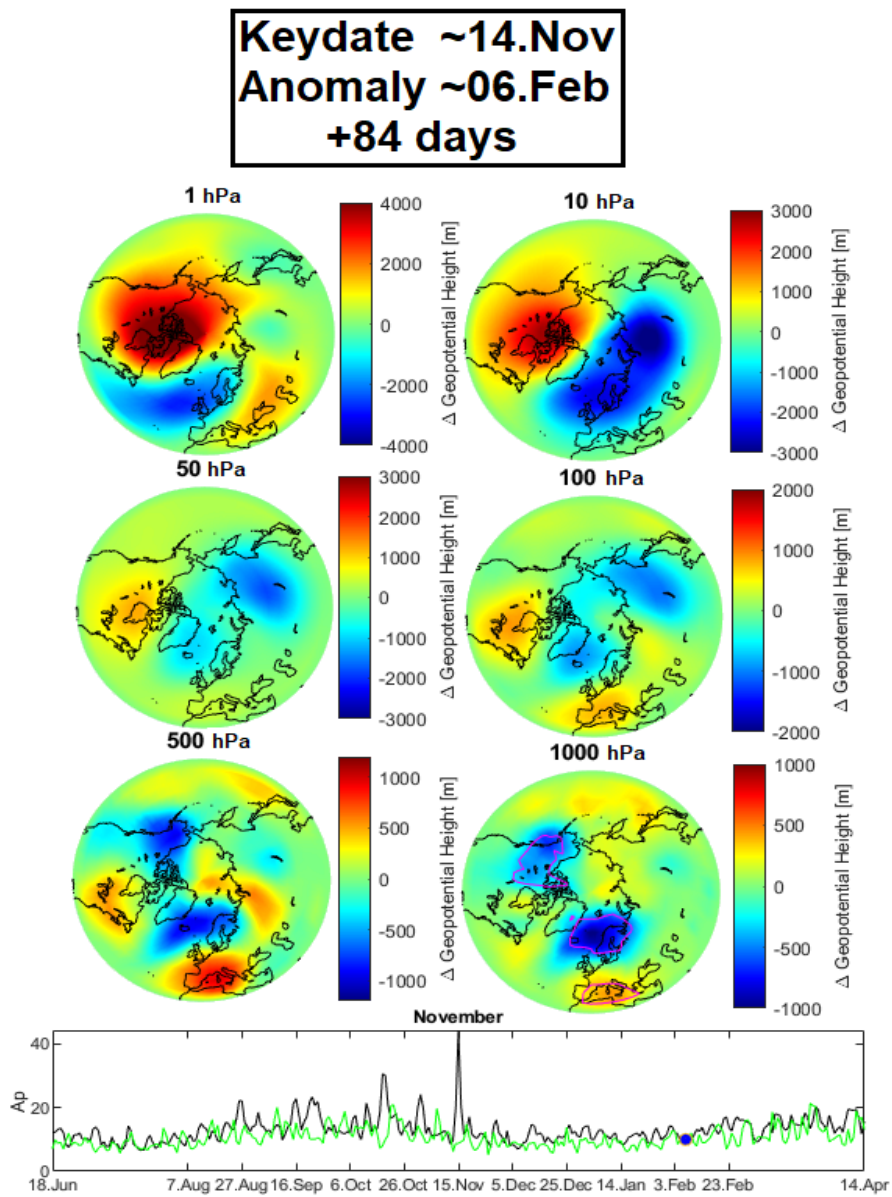 Keydate ~14.Nov
Anomaly ~06.Feb
+84 days
1 hPa
4000
2000
0
-2000
-4000
Δ Geopotential Height [m]
10 hPa
3000
2000
1000
0
-1000
-2000
-3000
Δ Geopotential Height [m]
50 hPa
3000
2000
1000
0
-1000
-2000
-3000
Δ Geopotential Height [m]
100 hPa
2000
1000
0
-1000
-2000
Δ Geopotential Height [m]
500 hPa
1000
500
0
-500
-1000
Δ Geopotential Height [m]
1000 hPa
1000
500
0
-500
-1000
Δ Geopotential Height [m]
November
Ap
40
20
0
18.Jun 7.Aug 27.Aug 16.Sep 6.Oct 26.Oct 15.Nov 5.Dec 25.Dec 14.Jan 3.Feb 23.Feb 14.Apr